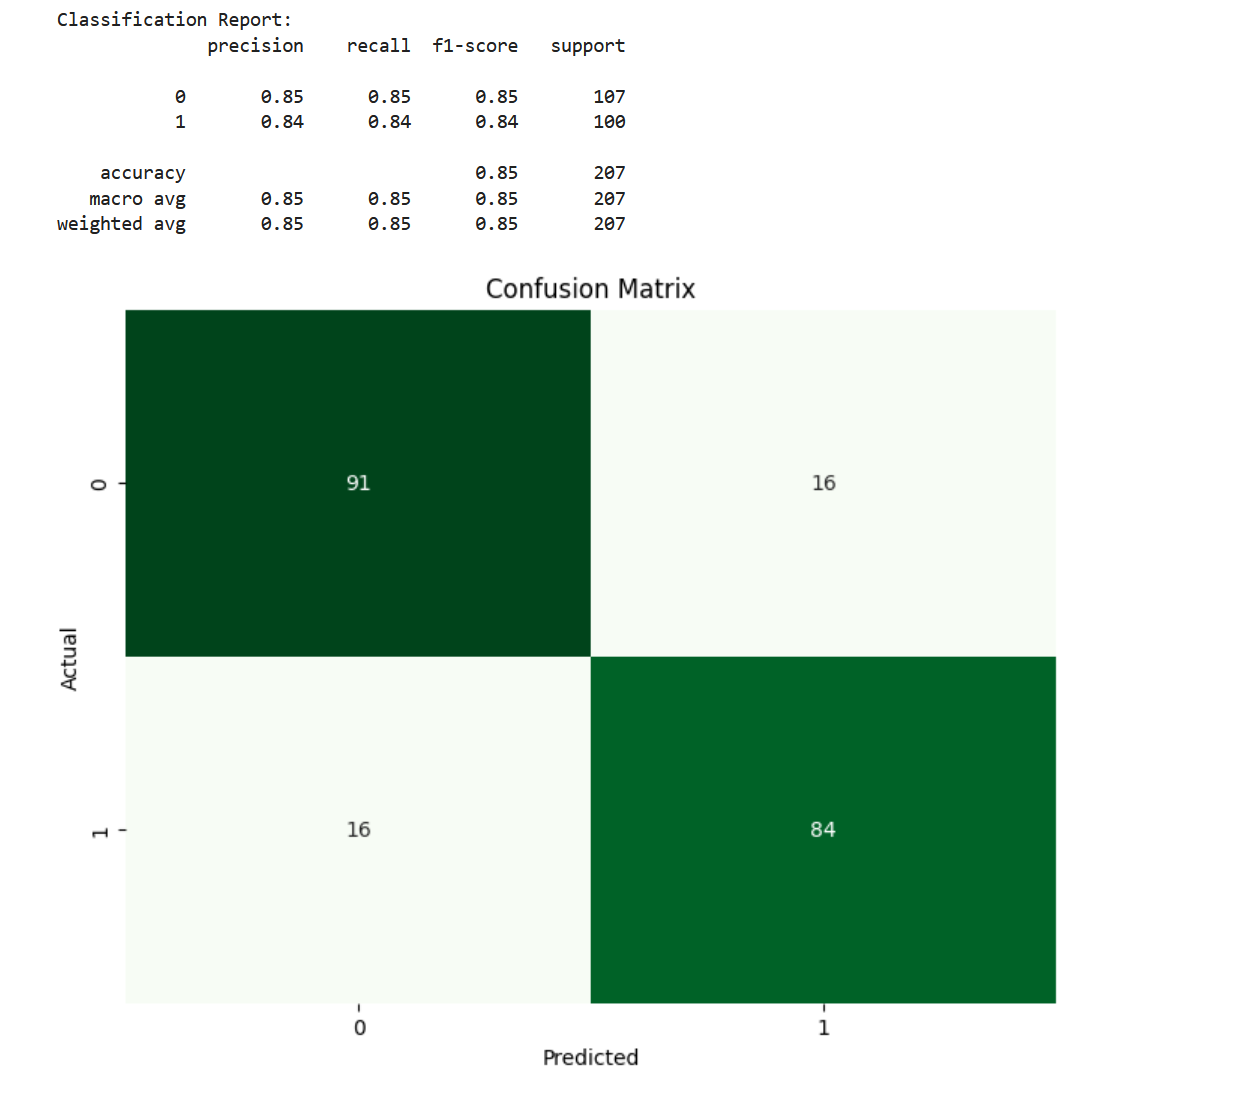 Classification Report:
precision recall f1-score support
0 0.85 0.85 0.85 107
1 0.84 0.84 0.84 100
accuracy 0.85 207
macro avg 0.85 0.85 0.85 207
weighted avg 0.85 0.85 0.85 207
Confusion Matrix
0 91 16
Actual
1 16 84
0 1
Predicted